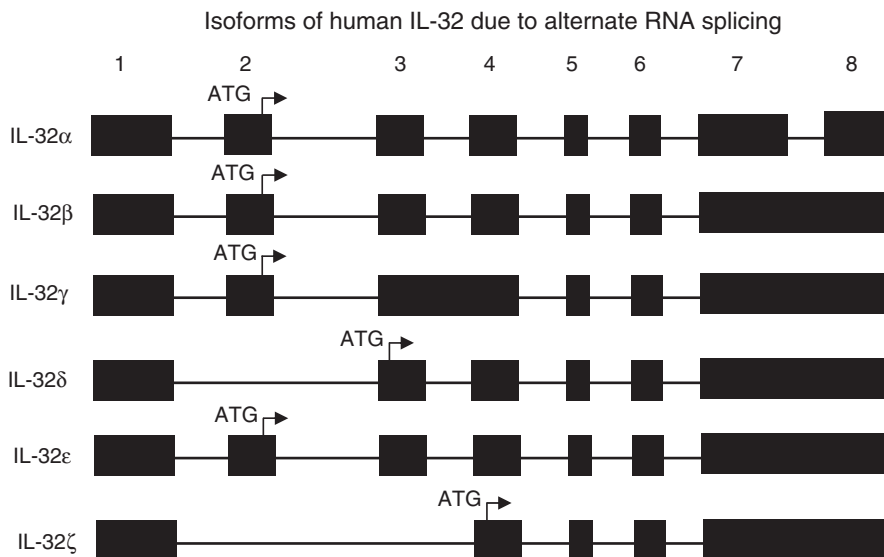 Isoforms of human IL-32 due to alternate RNA splicing
1 2 3 4 5 6 7 8
ATG
IL-32α
ATG
IL-32β
ATG
IL-32γ
ATG
IL-32δ
ATG
IL-32ε
ATG
IL-32ζ